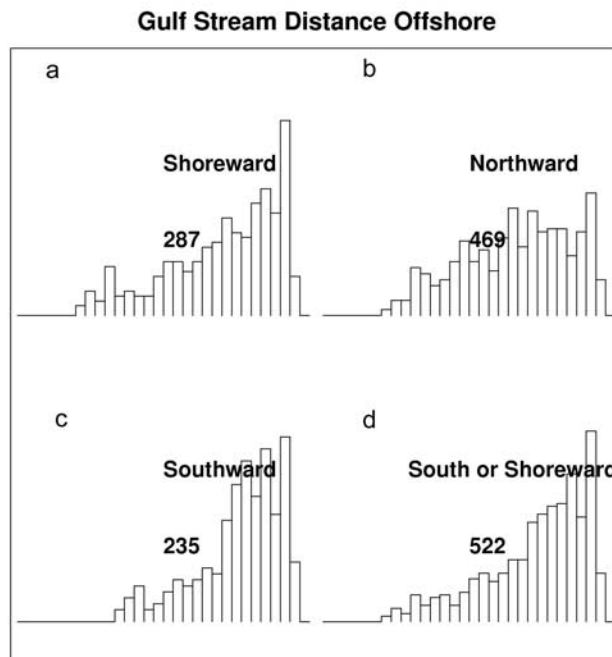 Gulf Stream Distance Offshore
a
Shoreward
287
b
Northward
469
c
Southward
235
d
South or Shoreward
522